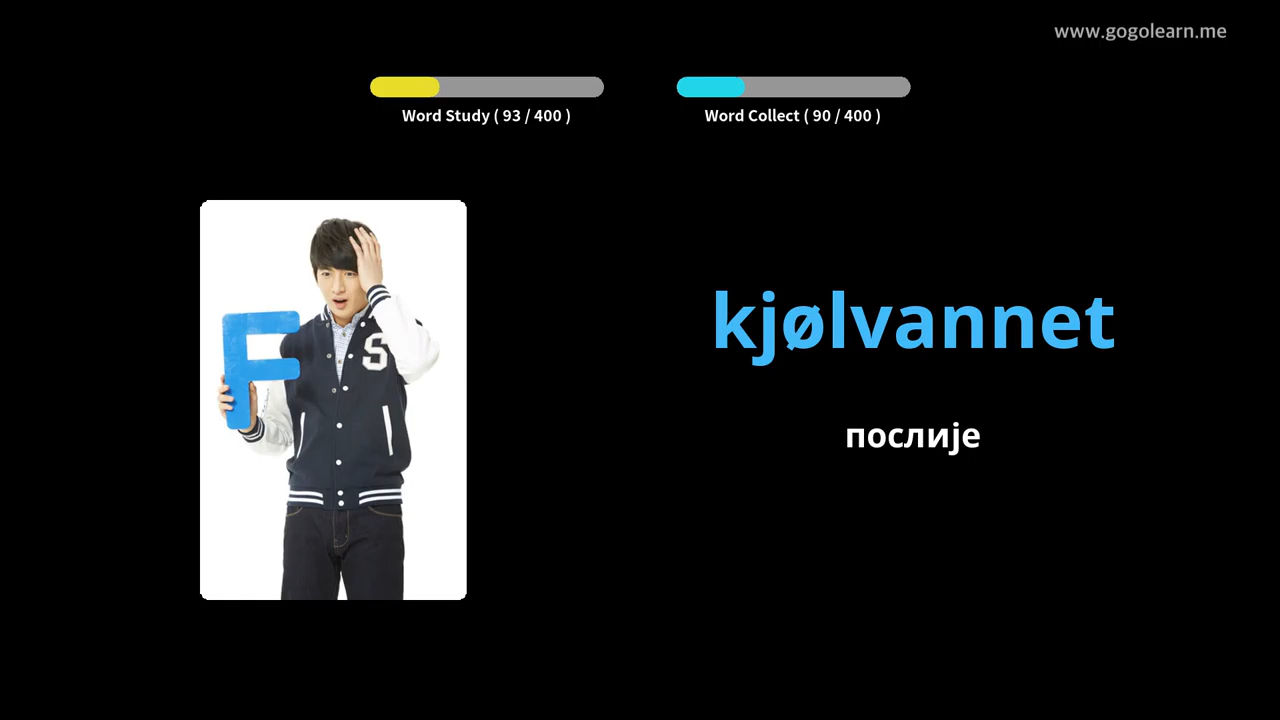 www.gogolearn.me
Word Study ( 93 / 400 )
Word Collect ( 90 / 400 )
F
S
kjølvannet
послије